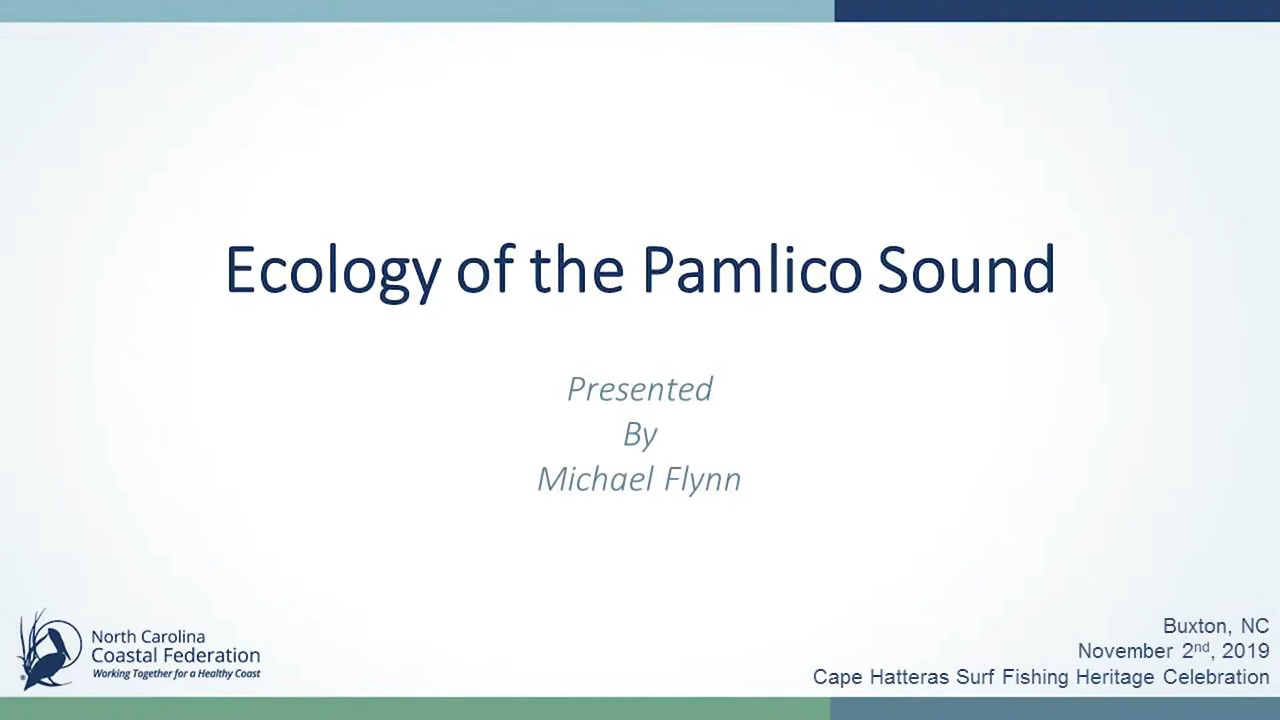 Ecology of the Pamlico Sound
Presented
By
Michael Flynn
North Carolina
Coastal Federation
Working Together for a Healthy Coast
Buxton, NC
November 2nd, 2019
Cape Hatteras Surf Fishing Heritage Celebration